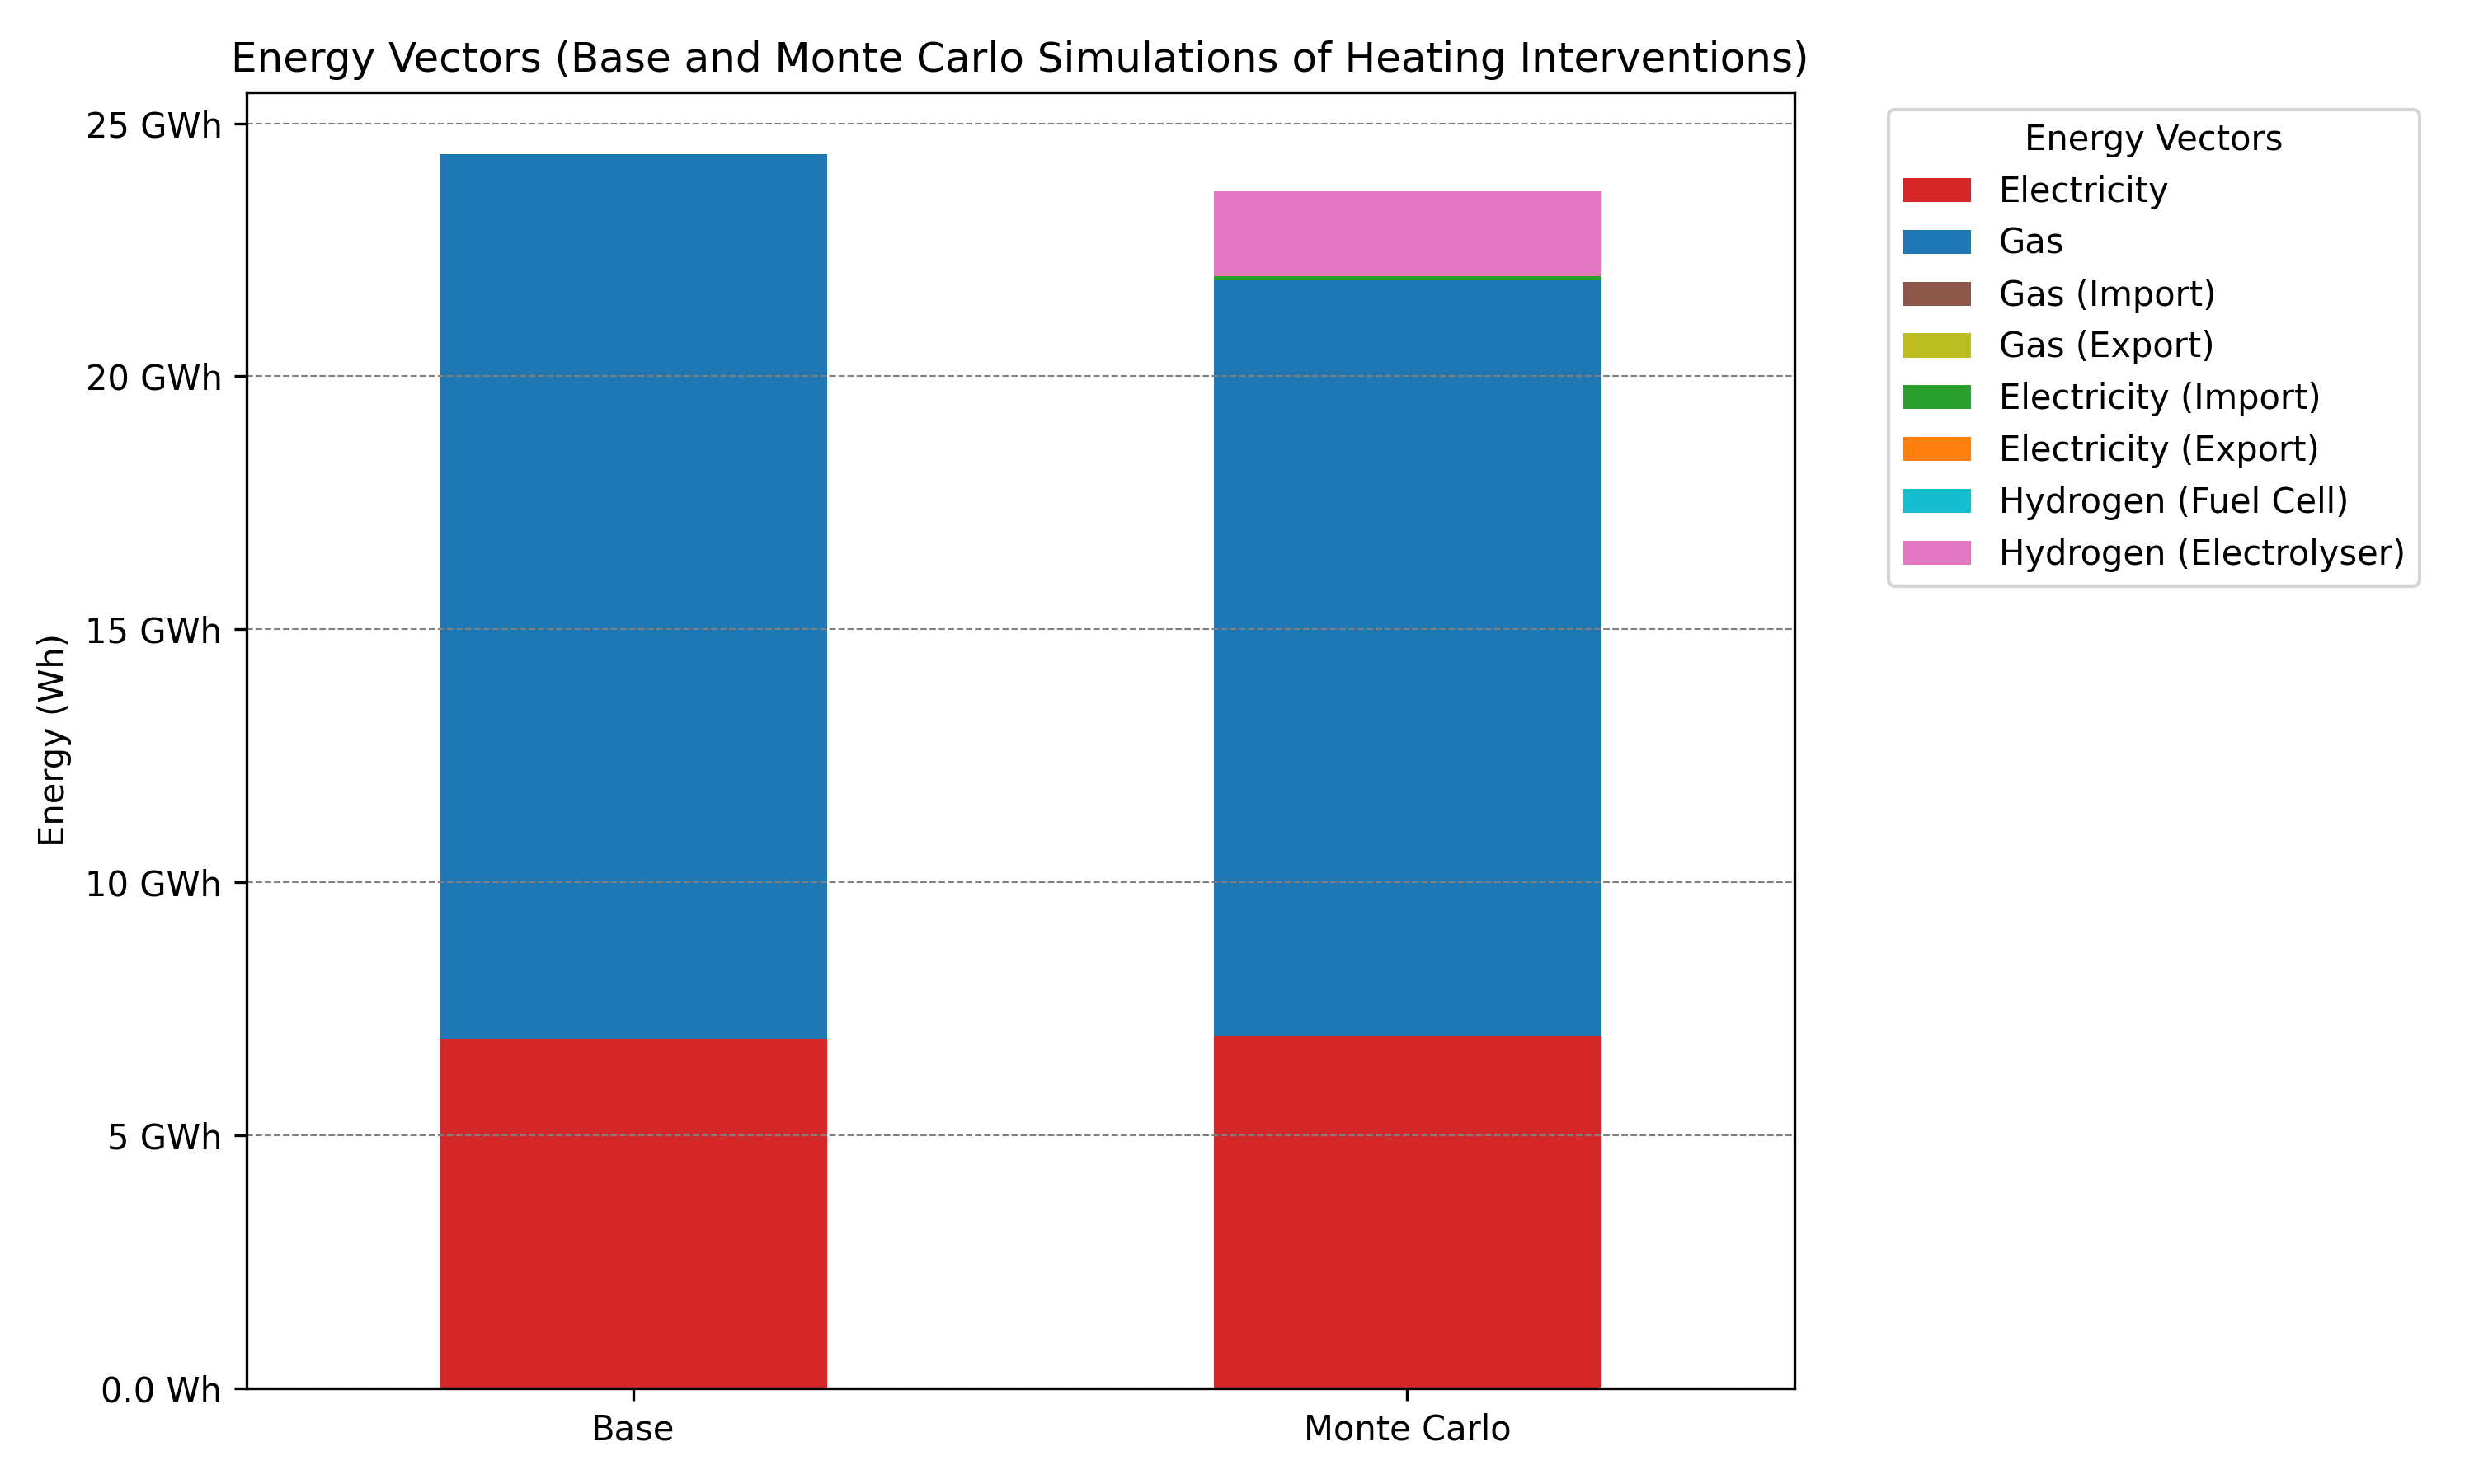 Energy Vectors (Base and Monte Carlo Simulations of Heating Interventions)
Energy (Wh)
25 GWh
20 GWh
15 GWh
10 GWh
5 GWh
0.0 Wh
Base
Monte Carlo
Energy Vectors
Electricity
Gas
Gas (Import)
Gas (Export)
Electricity (Import)
Electricity (Export)
Hydrogen (Fuel Cell)
Hydrogen (Electrolyser)